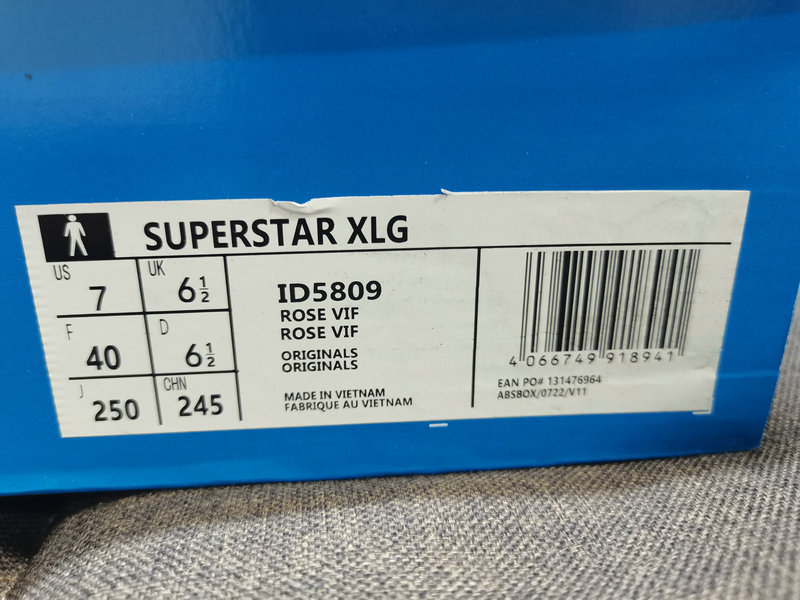 SUPERSTAR XLG
US 7 UK 6½
F 40 D 6½
J 250 CHN 245
ID5809
ROSE VIF
ROSE VIF
ORIGINALS
ORIGINALS
MADE IN VIETNAM
FABRIQUE AU VIETNAM
4 066749 918941
EAN PO# 131476964
ABSBOX/0722/V11